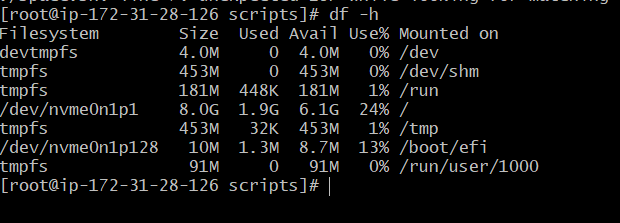 [root@ip-172-31-28-126 scripts]# df -h
Filesystem Size Used Avail Use% Mounted on
devtmpfs 4.0M 0 4.0M 0% /dev
tmpfs 453M 0 453M 0% /dev/shm
tmpfs 181M 448K 181M 1% /run
/dev/nvme0n1p1 8.0G 1.9G 6.1G 24% /
tmpfs 453M 32K 453M 1% /tmp
/dev/nvme0n1p128 10M 1.3M 8.7M 13% /boot/efi
tmpfs 91M 0 91M 0% /run/user/1000
[root@ip-172-31-28-126 scripts]#